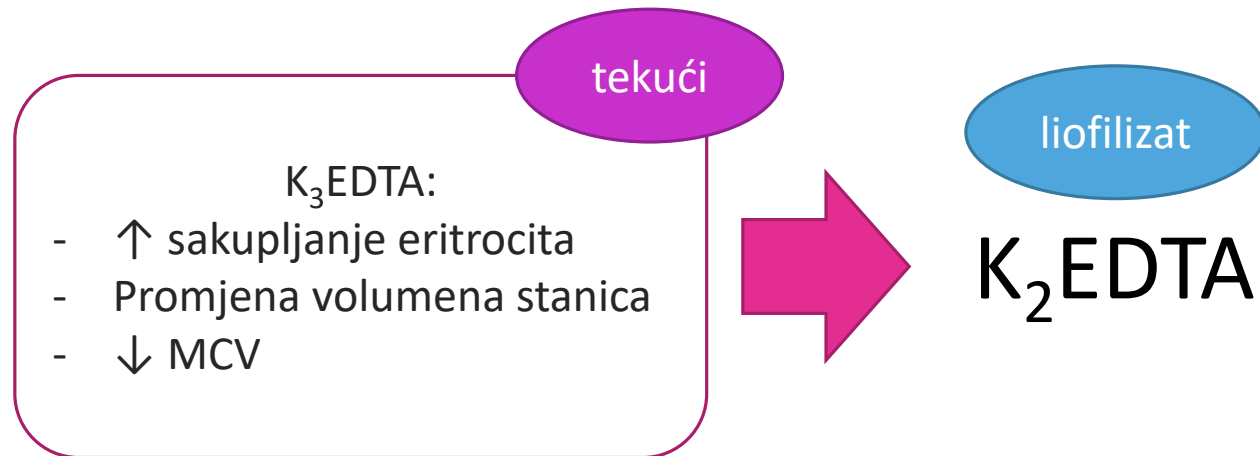 tekući
K₃EDTA:
- ↑ sakupljanje eritrocita
- Promjena volumena stanica
- ↓ MCV
liofilizat
K₂EDTA